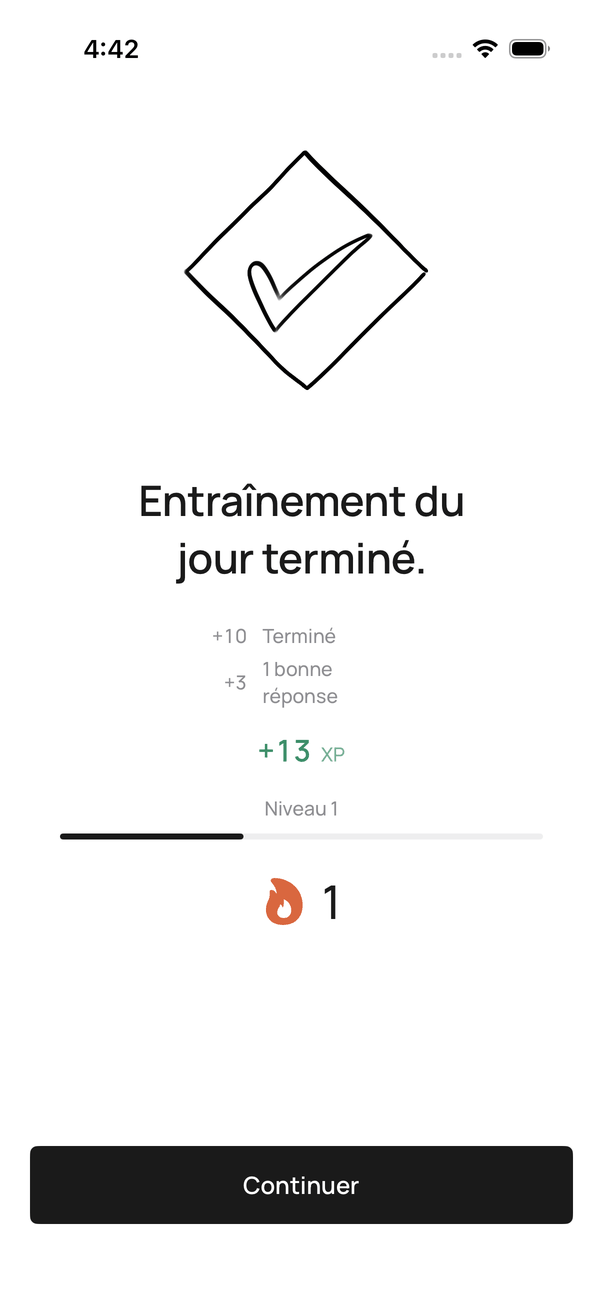 4:42
Entraînement du
jour terminé.
+10 Terminé
+3 1 bonne
réponse
+13 XP
Niveau 1
1
Continuer